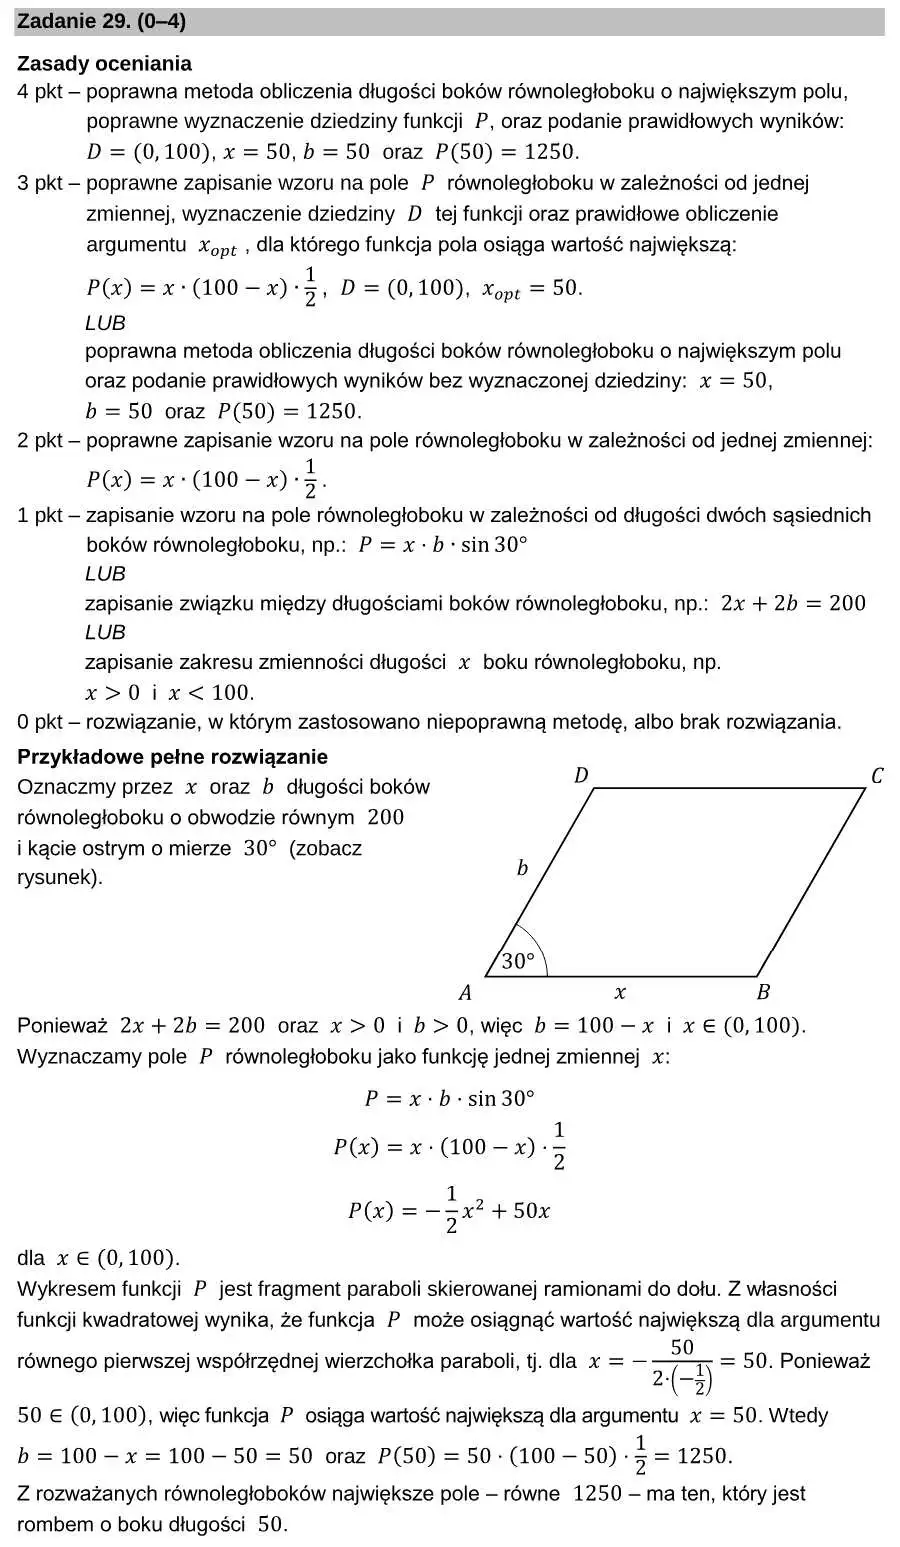 Zadanie 29. (0–4)
Zasady oceniania
4 pkt – poprawna metoda obliczenia długości boków równoległoboku o największym polu,
poprawne wyznaczenie dziedziny funkcji P, oraz podanie prawidłowych wyników:
D = (0, 100), x = 50, b = 50 oraz P(50) = 1250.
3 pkt – poprawne zapisanie wzoru na pole P równoległoboku w zależności od jednej
zmiennej, wyznaczenie dziedziny D tej funkcji oraz prawidłowe obliczenie
argumentu x_opt , dla którego funkcja pola osiąga wartość największą:
P(x) = x · (100 − x) · 1/2 , D = (0, 100), x_opt = 50.
LUB
poprawna metoda obliczenia długości boków równoległoboku o największym polu
oraz podanie prawidłowych wyników bez wyznaczonej dziedziny: x = 50,
b = 50 oraz P(50) = 1250.
2 pkt – poprawne zapisanie wzoru na pole równoległoboku w zależności od jednej zmiennej:
P(x) = x · (100 − x) · 1/2 .
1 pkt – zapisanie wzoru na pole równoległoboku w zależności od długości dwóch sąsiednich
boków równoległoboku, np.: P = x · b · sin 30°
LUB
zapisanie związku między długościami boków równoległoboku, np.: 2x + 2b = 200
LUB
zapisanie zakresu zmienności długości x boku równoległoboku, np.
x > 0 i x < 100.
0 pkt – rozwiązanie, w którym zastosowano niepoprawną metodę, albo brak rozwiązania.
Przykładowe pełne rozwiązanie
Oznaczmy przez x oraz b długości boków
równoległoboku o obwodzie równym 200
i kącie ostrym o mierze 30° (zobacz
rysunek).
D C
b
30°
A x B
Ponieważ 2x + 2b = 200 oraz x > 0 i b > 0, więc b = 100 − x i x ∈ (0, 100).
Wyznaczamy pole P równoległoboku jako funkcję jednej zmiennej x:
P = x · b · sin 30°
P(x) = x · (100 − x) · 1/2
P(x) = −1/2 x² + 50x
dla x ∈ (0, 100).
Wykresem funkcji P jest fragment paraboli skierowanej ramionami do dołu. Z własności
funkcji kwadratowej wynika, że funkcja P może osiągnąć wartość największą dla argumentu
równego pierwszej współrzędnej wierzchołka paraboli, tj. dla x = − 50/(2·(−1/2)) = 50. Ponieważ
50 ∈ (0, 100), więc funkcja P osiąga wartość największą dla argumentu x = 50. Wtedy
b = 100 − x = 100 − 50 = 50 oraz P(50) = 50 · (100 − 50) · 1/2 = 1250.
Z rozważanych równoległoboków największe pole – równe 1250 – ma ten, który jest
rombem o boku długości 50.